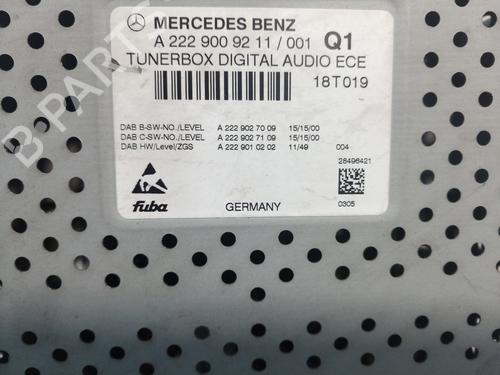 B-PARTS
MERCEDES BENZ
A 222 900 92 11 / 001 Q1
TUNERBOX DIGITAL AUDIO ECE
18T019
DAB B-SW-NO./LEVEL A 222 902 70 09 15/15/00
DAB C-SW-NO./LEVEL A 222 902 71 09 15/15/00
DAB HW/Level/ZGS A 222 901 02 02 11/49 004
28496421
fuba GERMANY 0305